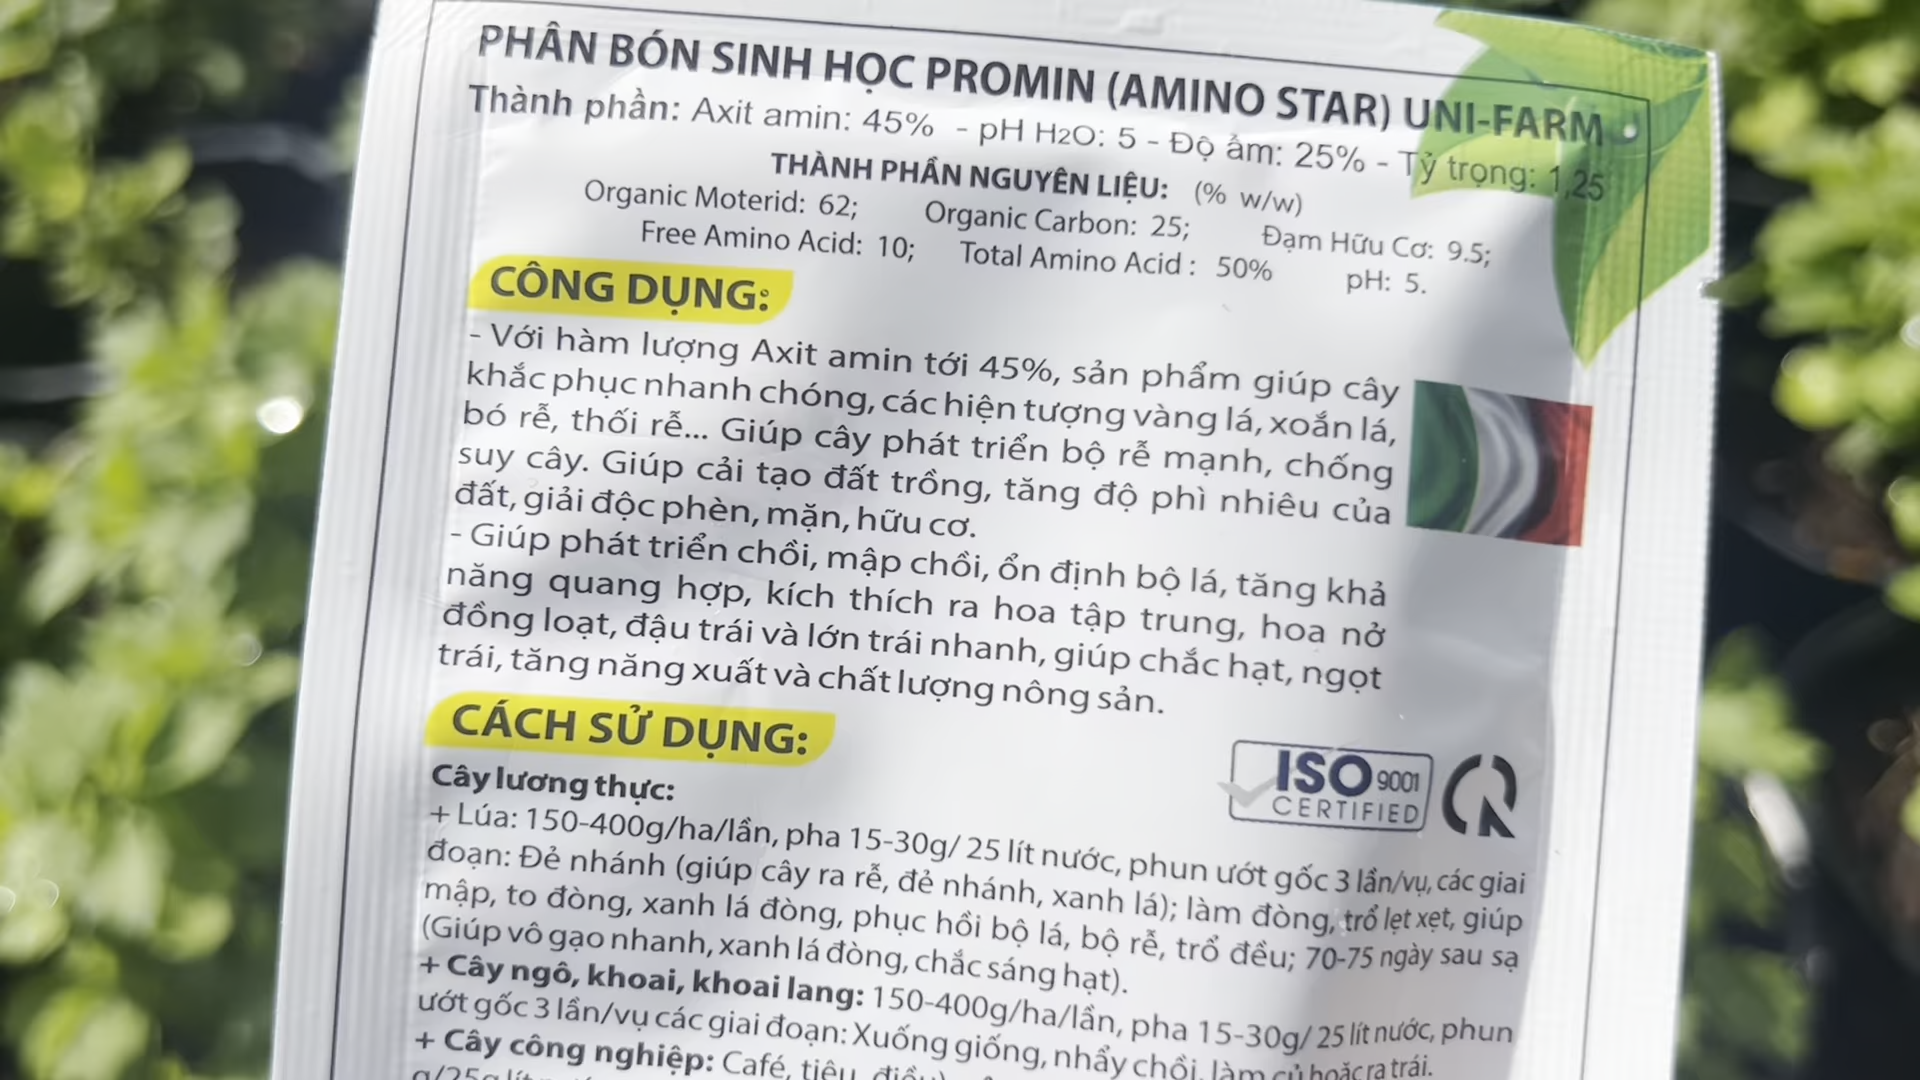 PHÂN BÓN SINH HỌC PROMIN (AMINO STAR) UNI-FARM
Thành phần: Axit amin: 45% - pH H2O: 5 - Độ ẩm: 25% - Tỷ trọng: 1,25
THÀNH PHẦN NGUYÊN LIỆU: (% w/w)
Organic Moterid: 62; Organic Carbon: 25; Đạm Hữu Cơ: 9.5;
Free Amino Acid: 10; Total Amino Acid : 50% pH: 5.
CÔNG DỤNG:
- Với hàm lượng Axit amin tới 45%, sản phẩm giúp cây
khắc phục nhanh chóng, các hiện tượng vàng lá, xoắn lá,
bó rễ, thối rễ... Giúp cây phát triển bộ rễ mạnh, chống
suy cây. Giúp cải tạo đất trồng, tăng độ phì nhiêu của
đất, giải độc phèn, mặn, hữu cơ.
- Giúp phát triển chồi, mập chồi, ổn định bộ lá, tăng khả
năng quang hợp, kích thích ra hoa tập trung, hoa nở
đồng loạt, đậu trái và lớn trái nhanh, giúp chắc hạt, ngọt
trái, tăng năng xuất và chất lượng nông sản.
CÁCH SỬ DỤNG:
ISO 9001
CERTIFIED
Cây lương thực:
+ Lúa: 150-400g/ha/lần, pha 15-30g/ 25 lít nước, phun ướt gốc 3 lần/vụ, các giai
đoạn: Đẻ nhánh (giúp cây ra rễ, đẻ nhánh, xanh lá); làm đòng, trổ lẹt xẹt, giúp
mập, to đòng, xanh lá đòng, phục hồi bộ lá, bộ rễ, trổ đều; 70-75 ngày sau sạ
(Giúp vô gạo nhanh, xanh lá đòng, chắc sáng hạt).
+ Cây ngô, khoai, khoai lang: 150-400g/ha/lần, pha 15-30g/ 25 lít nước, phun
ướt gốc 3 lần/vụ các giai đoạn: Xuống giống, nhẩy chồi, làm củ hoặc ra trái.
+ Cây công nghiệp: Café, tiêu, điều